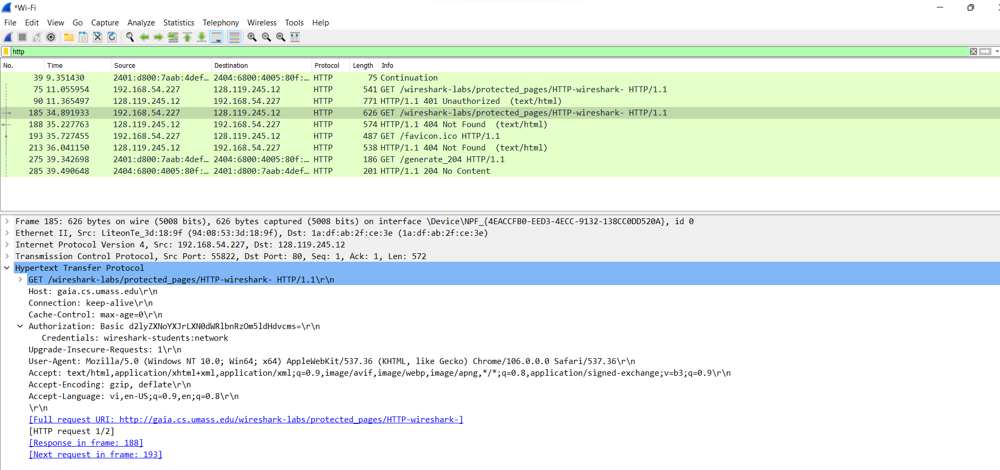 *Wi-Fi
File Edit View Go Capture Analyze Statistics Telephony Wireless Tools Help
http
No. Time Source Destination Protocol Length Info
39 9.351430 2401:d800:7aab:4def… 2404:6800:4005:80f:… HTTP 75 Continuation
75 11.055954 192.168.54.227 128.119.245.12 HTTP 541 GET /wireshark-labs/protected_pages/HTTP-wireshark- HTTP/1.1
90 11.365497 128.119.245.12 192.168.54.227 HTTP 771 HTTP/1.1 401 Unauthorized (text/html)
185 34.891933 192.168.54.227 128.119.245.12 HTTP 626 GET /wireshark-labs/protected_pages/HTTP-wireshark- HTTP/1.1
188 35.227763 128.119.245.12 192.168.54.227 HTTP 574 HTTP/1.1 404 Not Found (text/html)
193 35.727455 192.168.54.227 128.119.245.12 HTTP 487 GET /favicon.ico HTTP/1.1
213 36.041150 128.119.245.12 192.168.54.227 HTTP 538 HTTP/1.1 404 Not Found (text/html)
275 39.342698 2401:d800:7aab:4def… 2404:6800:4005:80f:… HTTP 186 GET /generate_204 HTTP/1.1
285 39.490648 2404:6800:4005:80f:… 2401:d800:7aab:4def… HTTP 201 HTTP/1.1 204 No Content
Frame 185: 626 bytes on wire (5008 bits), 626 bytes captured (5008 bits) on interface \Device\NPF_{4EACCFB0-EED3-4ECC-9132-138CC0DD520A}, id 0
Ethernet II, Src: LiteonTe_3d:18:9f (94:08:53:3d:18:9f), Dst: 1a:df:ab:2f:ce:3e (1a:df:ab:2f:ce:3e)
Internet Protocol Version 4, Src: 192.168.54.227, Dst: 128.119.245.12
Transmission Control Protocol, Src Port: 55822, Dst Port: 80, Seq: 1, Ack: 1, Len: 572
Hypertext Transfer Protocol
GET /wireshark-labs/protected_pages/HTTP-wireshark- HTTP/1.1\r\n
Host: gaia.cs.umass.edu\r\n
Connection: keep-alive\r\n
Cache-Control: max-age=0\r\n
Authorization: Basic d2lyZXNoYXJrLXN0dWRlbnRzOm5ldHdvcms=\r\n
Credentials: wireshark-students:network
Upgrade-Insecure-Requests: 1\r\n
User-Agent: Mozilla/5.0 (Windows NT 10.0; Win64; x64) AppleWebKit/537.36 (KHTML, like Gecko) Chrome/106.0.0.0 Safari/537.36\r\n
Accept: text/html,application/xhtml+xml,application/xml;q=0.9,image/avif,image/webp,image/apng,*/*;q=0.8,application/signed-exchange;v=b3;q=0.9\r\n
Accept-Encoding: gzip, deflate\r\n
Accept-Language: vi,en-US;q=0.9,en;q=0.8\r\n
\r\n
[Full request URI: http://gaia.cs.umass.edu/wireshark-labs/protected_pages/HTTP-wireshark-]
[HTTP request 1/2]
[Response in frame: 188]
[Next request in frame: 193]